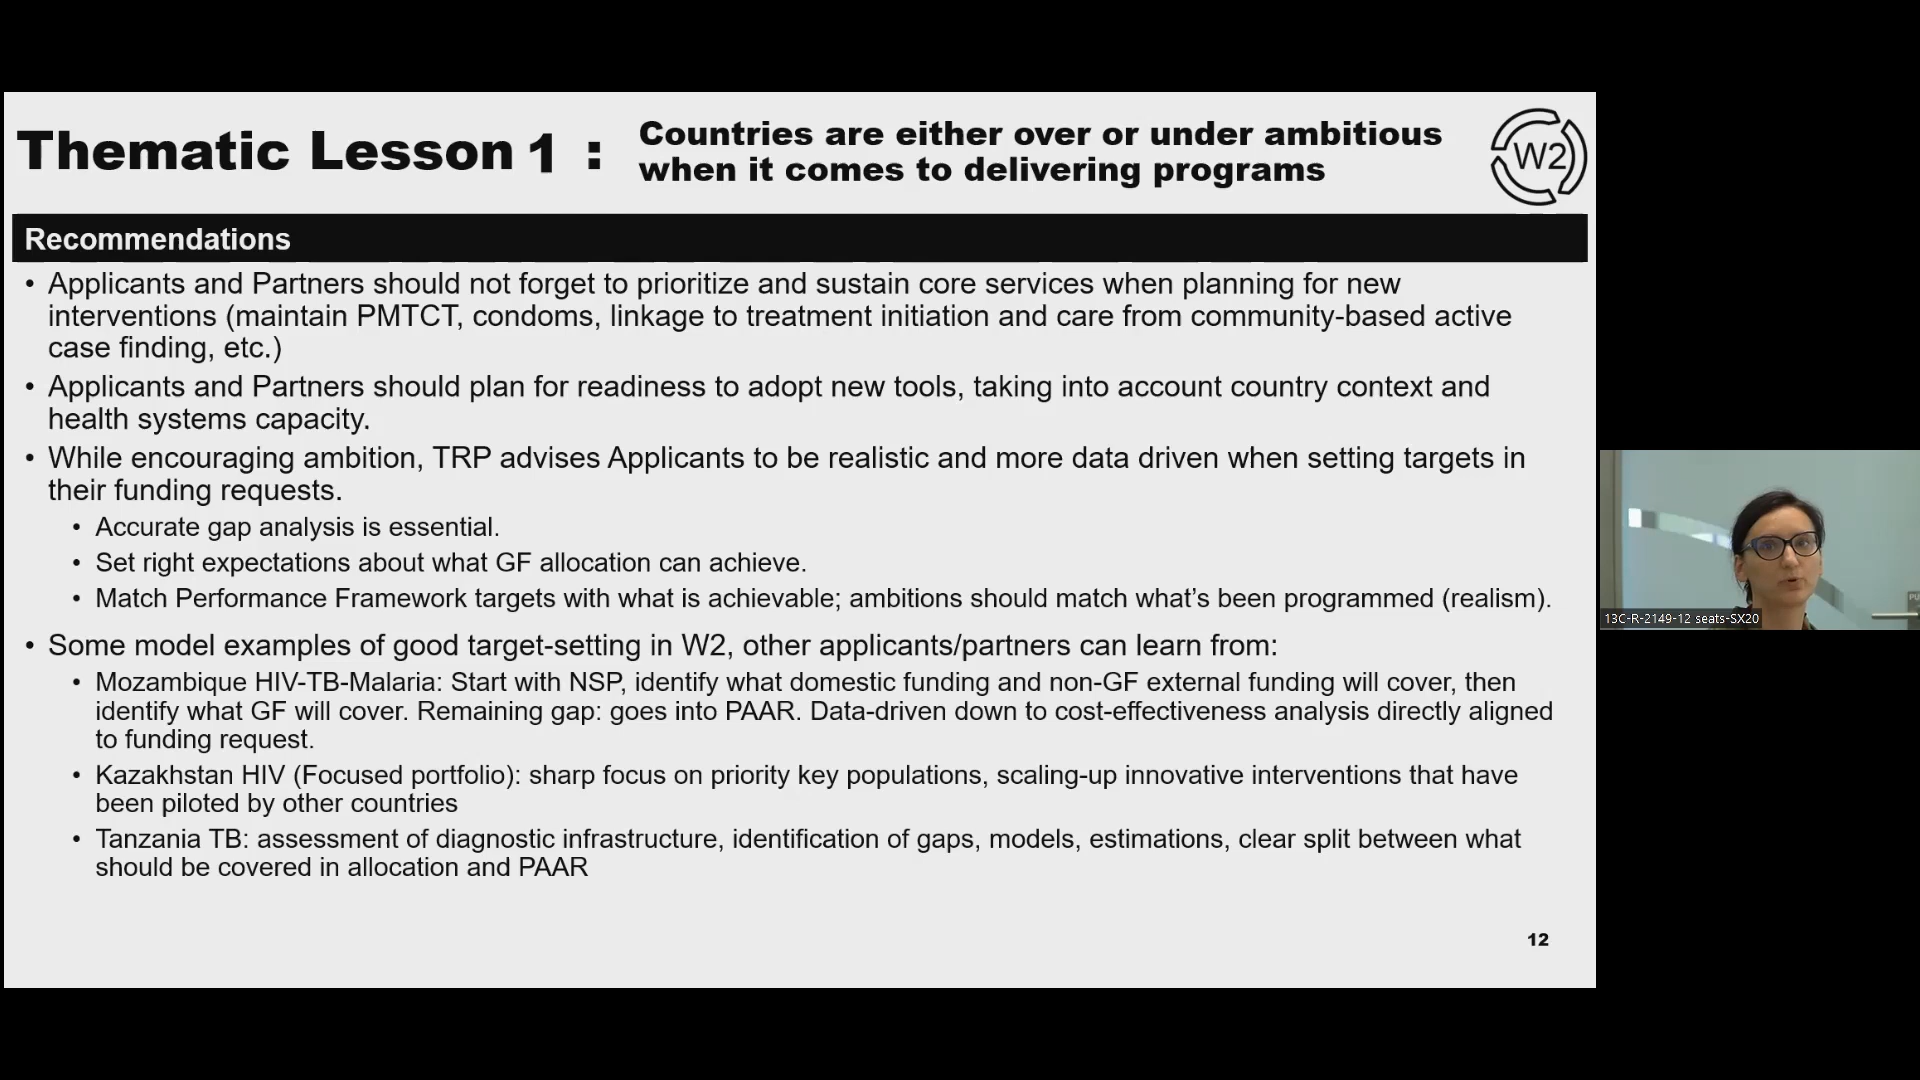 Thematic Lesson 1 :
Countries are either over or under ambitious
when it comes to delivering programs
W2
Recommendations
• Applicants and Partners should not forget to prioritize and sustain core services when planning for new
interventions (maintain PMTCT, condoms, linkage to treatment initiation and care from community-based active
case finding, etc.)
• Applicants and Partners should plan for readiness to adopt new tools, taking into account country context and
health systems capacity.
• While encouraging ambition, TRP advises Applicants to be realistic and more data driven when setting targets in
their funding requests.
• Accurate gap analysis is essential.
• Set right expectations about what GF allocation can achieve.
• Match Performance Framework targets with what is achievable; ambitions should match what’s been programmed (realism).
• Some model examples of good target-setting in W2, other applicants/partners can learn from:
• Mozambique HIV-TB-Malaria: Start with NSP, identify what domestic funding and non-GF external funding will cover, then
identify what GF will cover. Remaining gap: goes into PAAR. Data-driven down to cost-effectiveness analysis directly aligned
to funding request.
• Kazakhstan HIV (Focused portfolio): sharp focus on priority key populations, scaling-up innovative interventions that have
been piloted by other countries
• Tanzania TB: assessment of diagnostic infrastructure, identification of gaps, models, estimations, clear split between what
should be covered in allocation and PAAR
12
13C-R-2149-12 seats-SX20